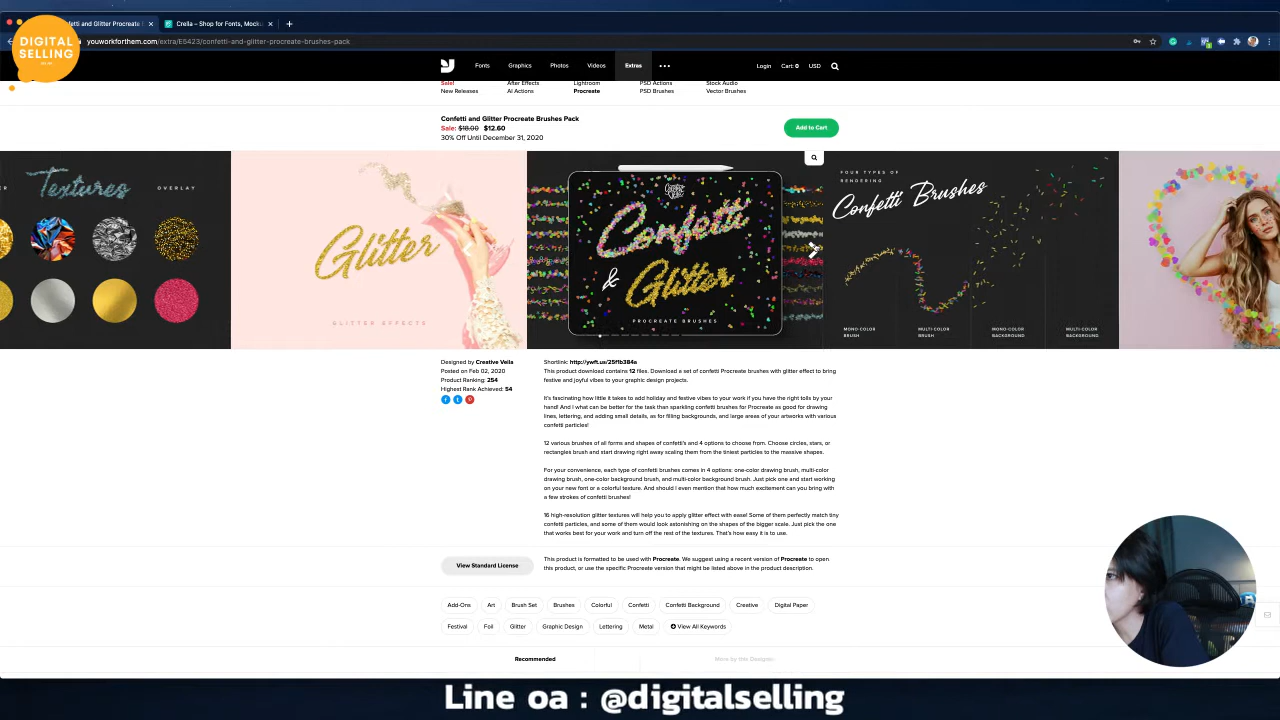 Confetti and Glitter Procreate
Crella – Shop for Fonts, Mock
DIGITAL
SELLING
youworkforthem.com/extra/E5423/confetti-and-glitter-procreate-brushes-pack
Fonts Graphics Photos Videos Extras Login Cart: 0 USD
Sale! After Effects Lightroom PSD Actions Stock Audio
New Releases AI Actions Procreate PSD Brushes Vector Brushes
Confetti and Glitter Procreate Brushes Pack
Sale: $18.00 $12.60
30% Off Until December 31, 2020
Add to Cart
Textures
OVERLAY
Glitter
GLITTER EFFECTS
Confetti
& Glitter
PROCREATE BRUSHES
FOUR TYPES OF
RENDERING
Confetti Brushes
MONO-COLOR BRUSH
MULTI-COLOR BRUSH
MONO-COLOR BACKGROUND
MULTI-COLOR BACKGROUND
Designed by Creative Veila
Posted on Feb 02, 2020
Product Ranking: 254
Highest Rank Achieved: 54
Shortlink: http://ywft.us/25f1b384a
This product download contains 12 files. Download a set of confetti Procreate brushes with glitter effect to bring
festive and joyful vibes to your graphic design projects.
It's fascinating how little it takes to add holiday and festive vibes to your work if you have the right tolls by your
hand! And I what can be better for the task than sparkling confetti brushes for Procreate as good for drawing
lines, lettering, and adding small details, as for filling backgrounds, and large areas of your artworks with various
confetti particles!
12 various brushes of all forms and shapes of confetti's and 4 options to choose from. Choose circles, stars, or
rectangles brush and start drawing right away scaling them from the tiniest particles to the massive shapes.
For your convenience, each type of confetti brushes comes in 4 options: one-color drawing brush, multi-color
drawing brush, one-color background brush, and multi-color background brush. Just pick one and start working
on your new font or a colorful texture. And should I even mention that how much excitement can you bring with
a few strokes of confetti brushes!
16 high-resolution glitter textures will help you to apply glitter effect with ease! Some of them perfectly match tiny
confetti particles, and some of them would look astonishing on the shapes of the bigger scale. Just pick the one
that works best for your work and turn off the rest of the textures. That's how easy it is to use.
View Standard License
This product is formatted to be used with Procreate. We suggest using a recent version of Procreate to open
this product, or use the specific Procreate version that might be listed above in the product description.
Add-Ons Art Brush Set Brushes Colorful Confetti Confetti Background Creative Digital Paper
Festival Foil Glitter Graphic Design Lettering Metal View All Keywords
Recommended More by this Designer
Line oa : @digitalselling